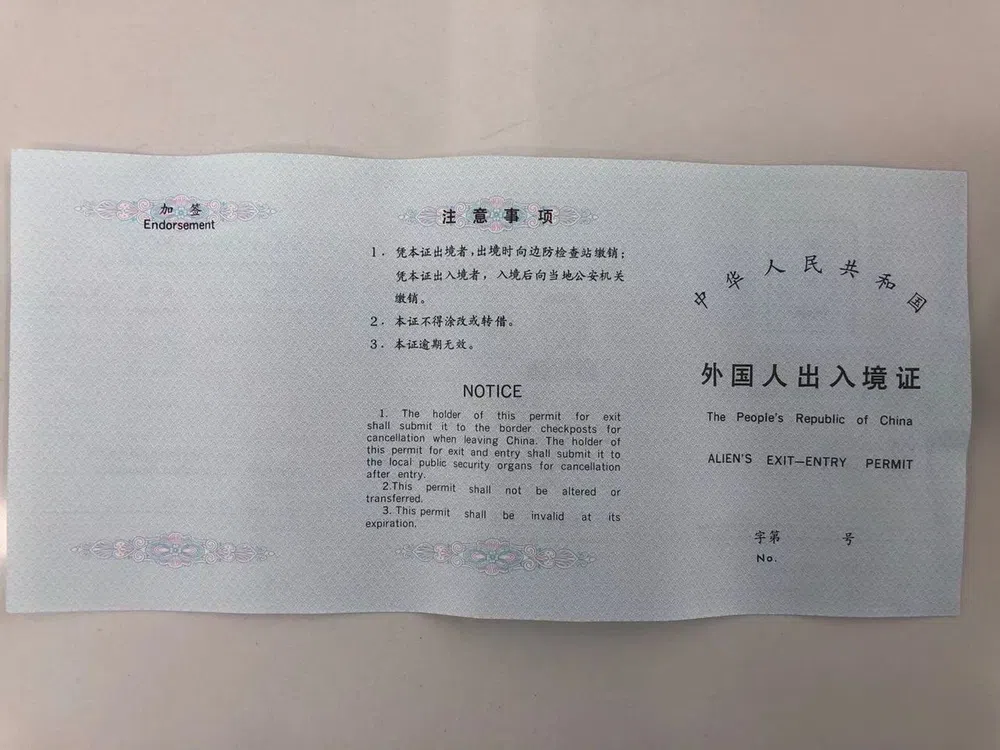 加 签
Endorsement
注 意 事 项
1．凭本证出境者，出境时向边防检查站缴销；
凭本证出入境者，入境后向当地公安机关
缴销。
2．本证不得涂改或转借。
3．本证逾期无效。
NOTICE
1. The holder of this permit for exit
shall submit it to the border checkposts for
cancellation when leaving China. The holder of
this permit for exit and entry shall submit it to
the local public security organs for cancellation
after entry.
2.This permit shall not be altered or
transferred.
3. This permit shall be invalid at its
expiration.
中华人民共和国
外国人出入境证
The People's Republic of China
ALIEN'S EXIT—ENTRY PERMIT
字第 号
No.